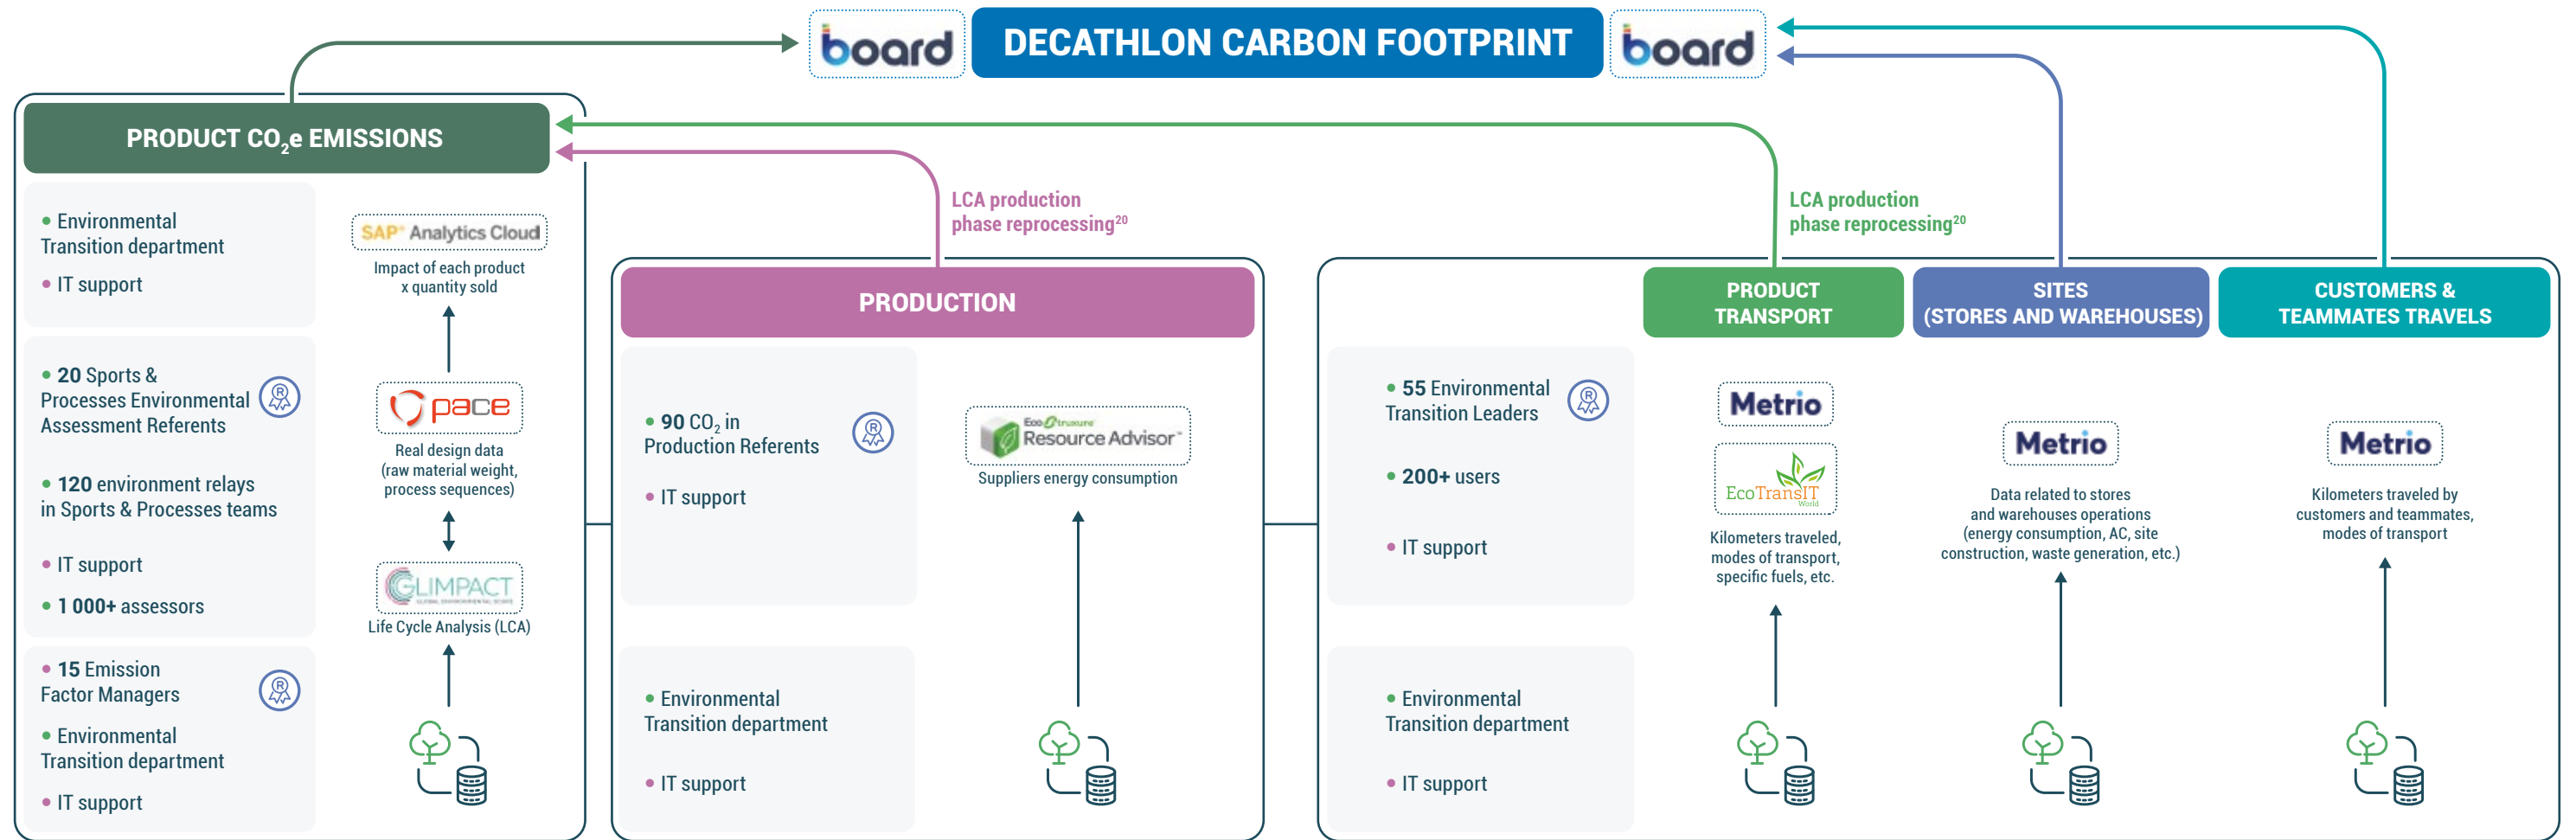 board
DECATHLON CARBON FOOTPRINT
board
PRODUCT CO₂e EMISSIONS
• Environmental
Transition department
• IT support
• 20 Sports &
Processes Environmental
Assessment Referents
R
• 120 environment relays
in Sports & Processes teams
• IT support
• 1 000+ assessors
• 15 Emission
Factor Managers
R
• Environmental
Transition department
• IT support
SAP® Analytics Cloud
Impact of each product
x quantity sold
pace
Real design data
(raw material weight,
process sequences)
GLIMPACT
GLOBAL ENVIRONMENTAL SCORE
Life Cycle Analysis (LCA)
LCA production
phase reprocessing²⁰
PRODUCTION
• 90 CO₂ in
Production Referents
R
• IT support
• Environmental
Transition department
• IT support
EcoStruxure™
Resource Advisor™
Suppliers energy consumption
LCA production
phase reprocessing²⁰
• 55 Environmental
Transition Leaders
R
• 200+ users
• IT support
• Environmental
Transition department
• IT support
PRODUCT
TRANSPORT
Metrio
EcoTransIT
World
Kilometers traveled,
modes of transport,
specific fuels, etc.
SITES
(STORES AND WAREHOUSES)
Metrio
Data related to stores
and warehouses operations
(energy consumption, AC, site
construction, waste generation, etc.)
CUSTOMERS &
TEAMMATES TRAVELS
Metrio
Kilometers traveled by
customers and teammates,
modes of transport